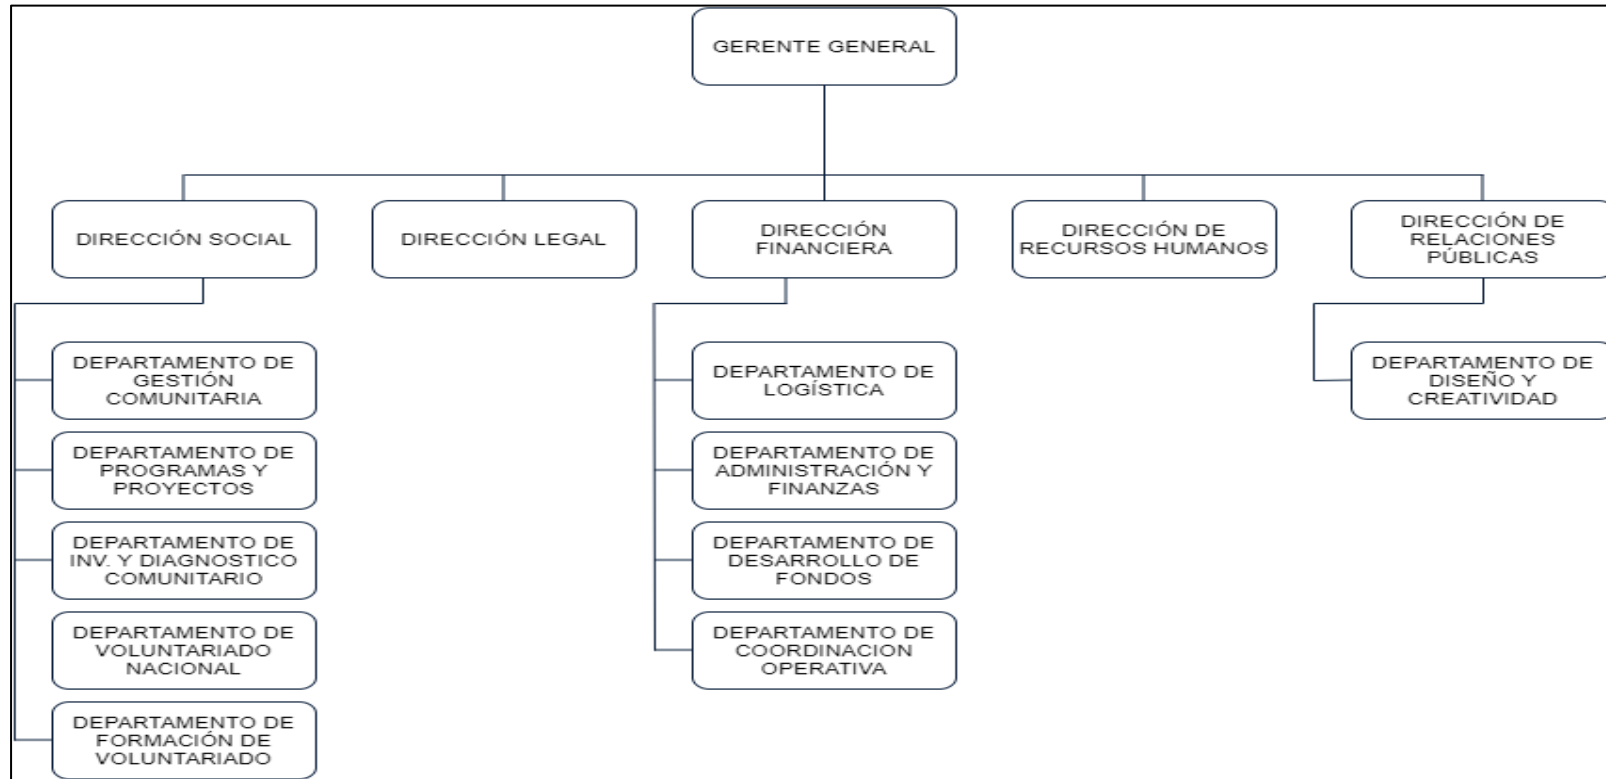 GERENTE GENERAL
DIRECCIÓN SOCIAL
DIRECCIÓN LEGAL
DIRECCIÓN
FINANCIERA
DIRECCIÓN DE
RECURSOS HUMANOS
DIRECCIÓN DE
RELACIONES
PÚBLICAS
DEPARTAMENTO DE
GESTIÓN
COMUNITARIA
DEPARTAMENTO DE
PROGRAMAS Y
PROYECTOS
DEPARTAMENTO DE
INV. Y DIAGNOSTICO
COMUNITARIO
DEPARTAMENTO DE
VOLUNTARIADO
NACIONAL
DEPARTAMENTO DE
FORMACIÓN DE
VOLUNTARIADO
DEPARTAMENTO DE
LOGÍSTICA
DEPARTAMENTO DE
ADMINISTRACIÓN Y
FINANZAS
DEPARTAMENTO DE
DESARROLLO DE
FONDOS
DEPARTAMENTO DE
COORDINACION
OPERATIVA
DEPARTAMENTO DE
DISEÑO Y
CREATIVIDAD